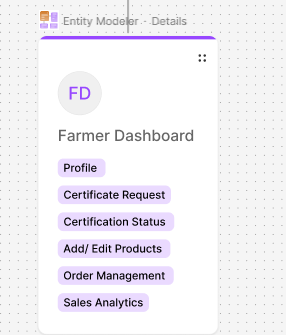 Entity Modeler · Details
FD
Farmer Dashboard
Profile
Certificate Request
Certification Status
Add/ Edit Products
Order Management
Sales Analytics